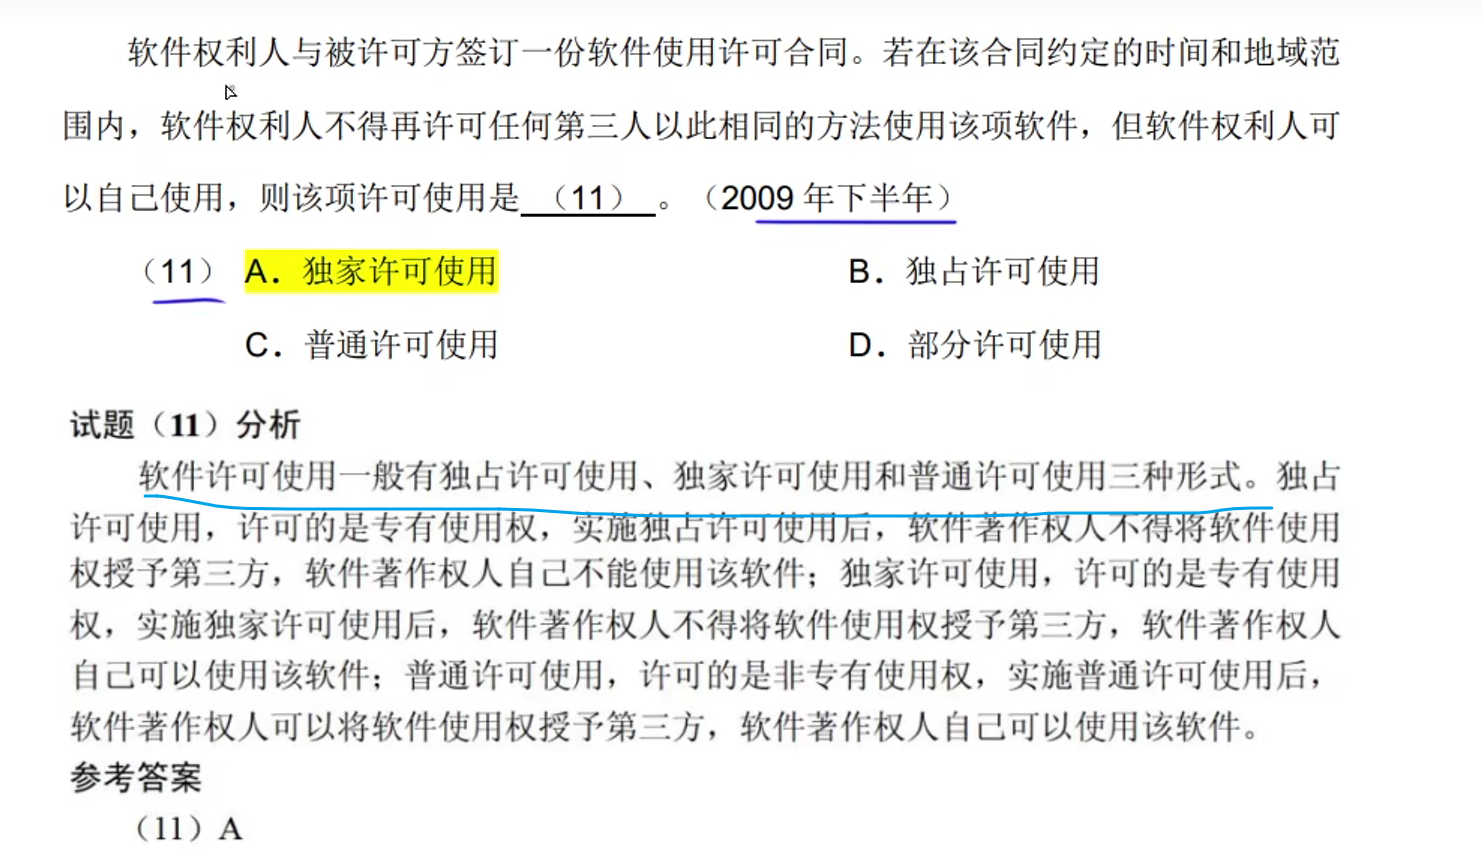 软件权利人与被许可方签订一份软件使用许可合同。若在该合同约定的时间和地域范
围内，软件权利人不得再许可任何第三人以此相同的方法使用该项软件，但软件权利人可
以自己使用，则该项许可使用是 （11） 。（2009 年下半年）
（11） A．独家许可使用 B．独占许可使用
C．普通许可使用 D．部分许可使用
试题（11）分析
软件许可使用一般有独占许可使用、独家许可使用和普通许可使用三种形式。独占
许可使用，许可的是专有使用权，实施独占许可使用后，软件著作权人不得将软件使用
权授予第三方，软件著作权人自己不能使用该软件；独家许可使用，许可的是专有使用
权，实施独家许可使用后，软件著作权人不得将软件使用权授予第三方，软件著作权人
自己可以使用该软件；普通许可使用，许可的是非专有使用权，实施普通许可使用后，
软件著作权人可以将软件使用权授予第三方，软件著作权人自己可以使用该软件。
参考答案
（11）A